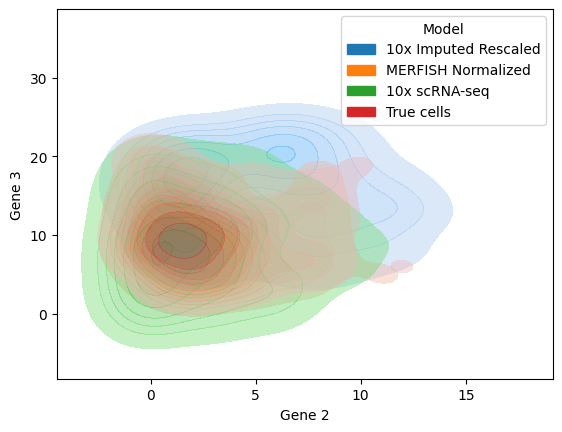 Model
10x Imputed Rescaled
MERFISH Normalized
10x scRNA-seq
True cells
30
20
10
0
Gene 3
0 5 10 15
Gene 2